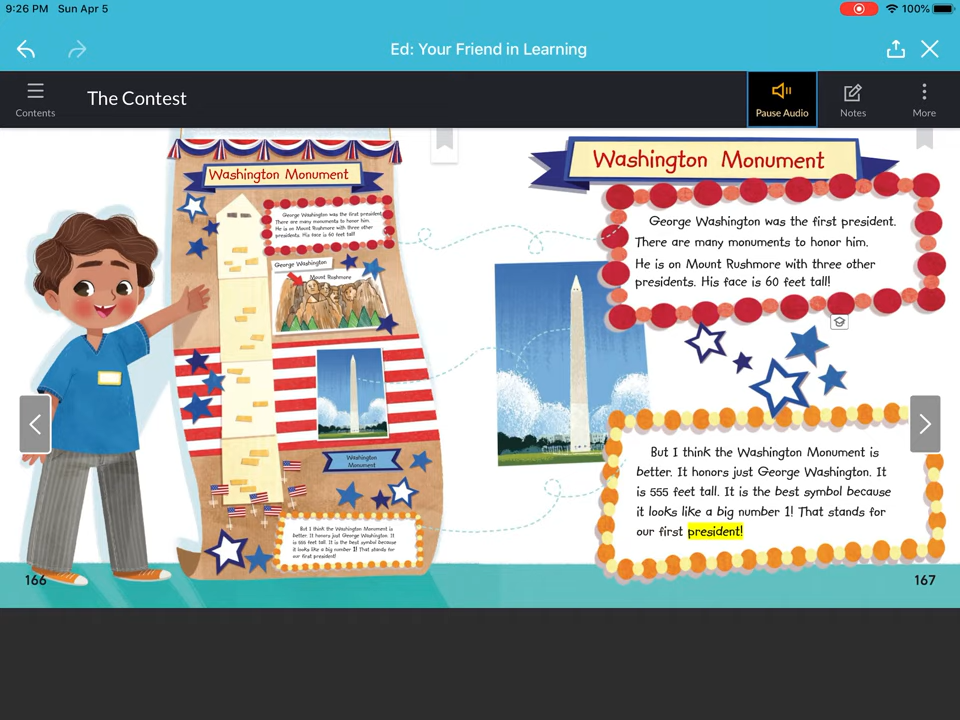 9:26 PM Sun Apr 5
100%
Ed: Your Friend in Learning
Contents
The Contest
Pause Audio
Notes
More
Washington Monument
George Washington was the first president.
There are many monuments to honor him.
He is on Mount Rushmore with three other
presidents. His face is 60 feet tall!
George Washington
Mount Rushmore
Washington
Monument
But I think the Washington Monument is
better. It honors just George Washington. It
is 555 feet tall. It is the best symbol because
it looks like a big number 1! That stands for
our first president!
166
Washington Monument
George Washington was the first president.
There are many monuments to honor him.
He is on Mount Rushmore with three other
presidents. His face is 60 feet tall!
But I think the Washington Monument is
better. It honors just George Washington. It
is 555 feet tall. It is the best symbol because
it looks like a big number 1! That stands for
our first president!
167